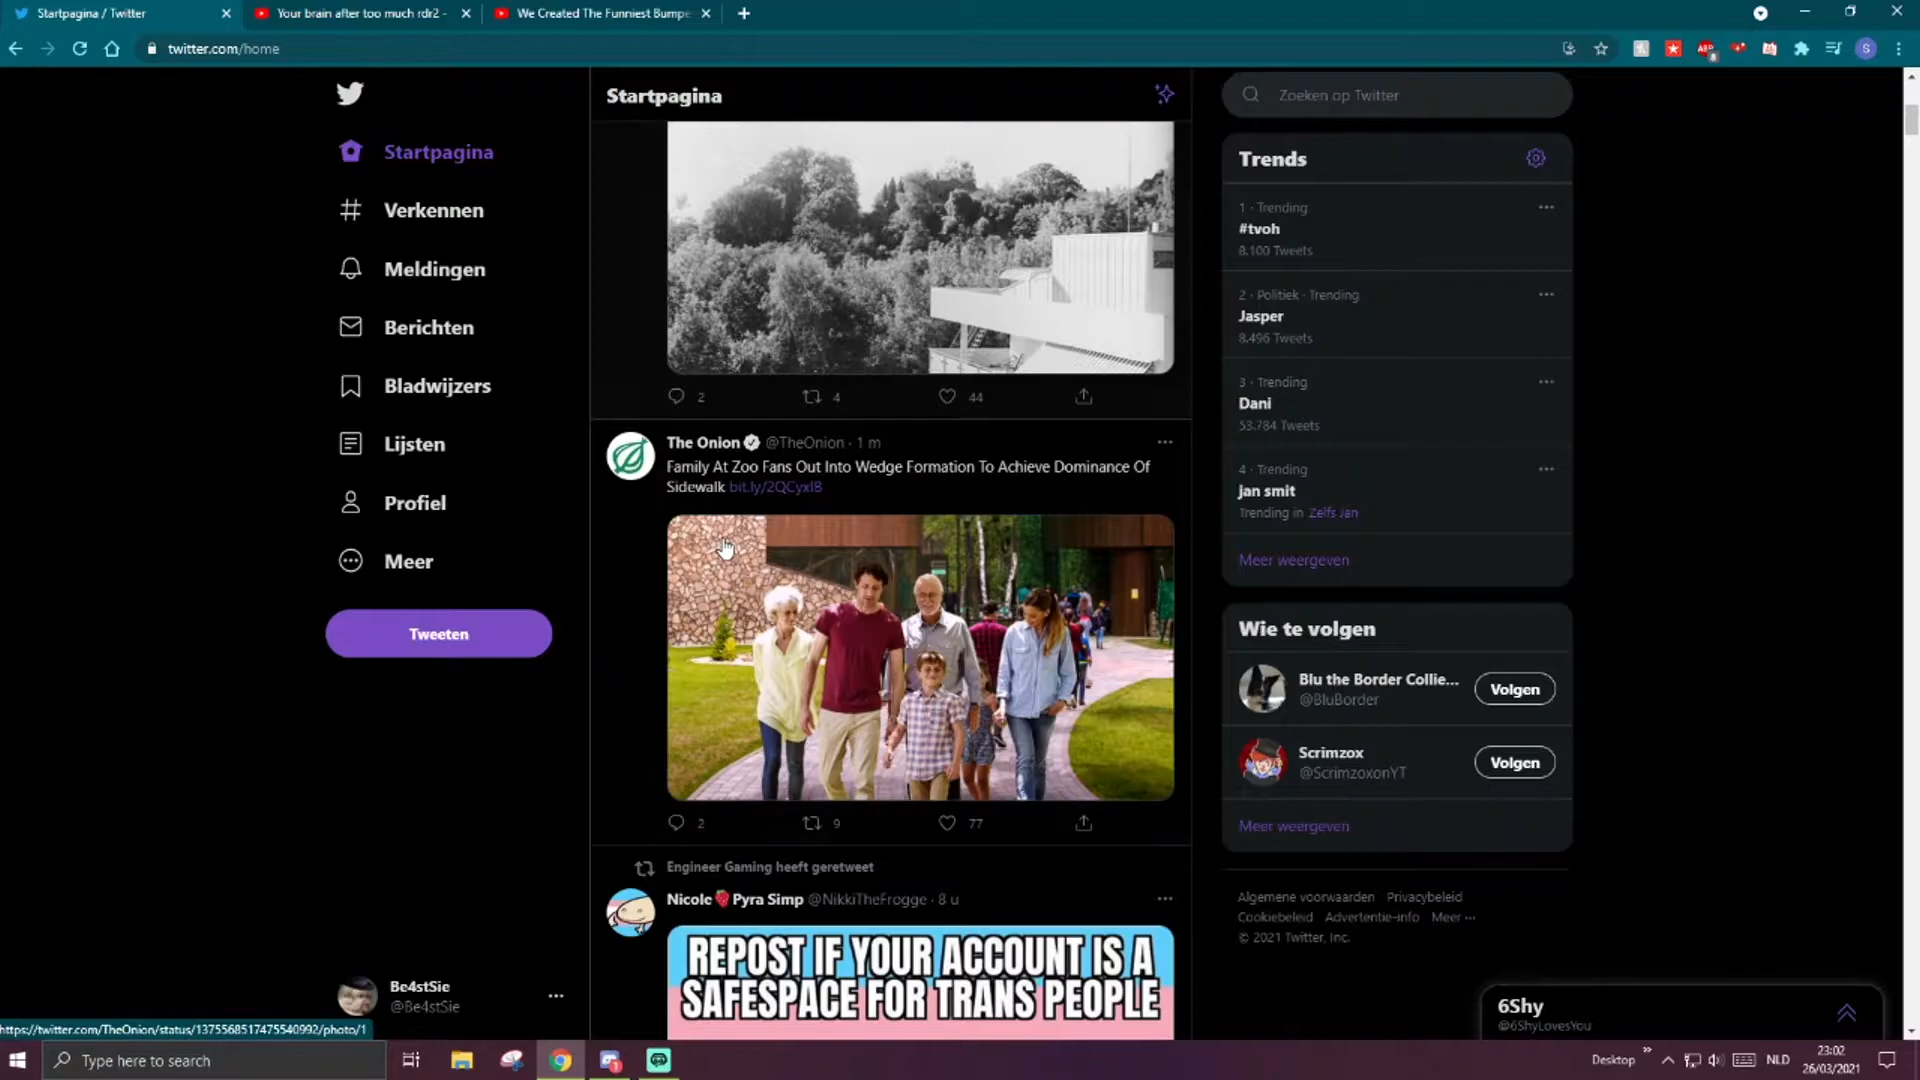 Startpagina / Twitter
Your brain after too much rdr2 -
We Created The Funniest Bumpe
twitter.com/home
Startpagina
Verkennen
Meldingen
Berichten
Bladwijzers
Lijsten
Profiel
Meer
Tweeten
Be4stSie
@Be4stSie
Startpagina
2
4
44
The Onion @TheOnion · 1 m
Family At Zoo Fans Out Into Wedge Formation To Achieve Dominance Of
Sidewalk bit.ly/2QCyxlB
2
9
77
Engineer Gaming heeft geretweet
Nicole🍓Pyra Simp @NikkiTheFrogge · 8 u
REPOST IF YOUR ACCOUNT IS A
SAFESPACE FOR TRANS PEOPLE
Zoeken op Twitter
Trends
1 · Trending
#tvoh
8.100 Tweets
2 · Politiek · Trending
Jasper
8.496 Tweets
3 · Trending
Dani
53.784 Tweets
4 · Trending
jan smit
Trending in Zelfs Jan
Meer weergeven
Wie te volgen
Blu the Border Collie...
@BluBorder
Volgen
Scrimzox
@ScrimzoxonYT
Volgen
Meer weergeven
Algemene voorwaarden Privacybeleid
Cookiebeleid Advertentie-info Meer ···
© 2021 Twitter, Inc.
6Shy
@6ShyLovesYou
https://twitter.com/TheOnion/status/1375568517475540992/photo/1
Type here to search
Desktop
NLD
23:02
26/03/2021